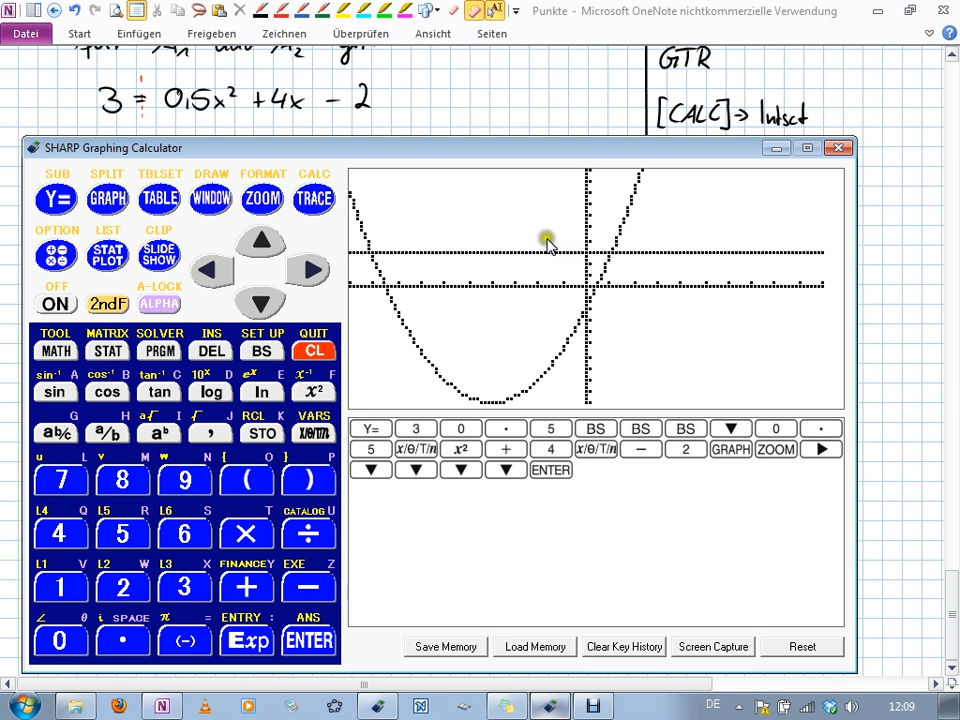 Punkte - Microsoft OneNote nichtkommerzielle Verwendung
Datei Start Einfügen Freigeben Zeichnen Überprüfen Ansicht Seiten
GTR
3 = 0,5x² + 4x - 2
[CALC]→ Intsct
SHARP Graphing Calculator
SUB SPLIT TBLSET DRAW FORMAT CALC
Y= GRAPH TABLE WINDOW ZOOM TRACE
OPTION LIST CLIP
STAT PLOT SLIDE SHOW
OFF A-LOCK
ON 2ndF ALPHA
TOOL MATRIX SOLVER INS SET UP QUIT
MATH STAT PRGM DEL BS CL
sin⁻¹ A cos⁻¹ B tan⁻¹ C 10ˣ D eˣ E x⁻¹ F
sin cos tan log ln x²
G H a√ I √ J RCL K VARS
ab/c a/b aᵇ , STO X/θ/T/n
u L v M w N { O } P
7 8 9 ( )
L4 Q L5 R L6 S T CATALOG U
4 5 6 × ÷
L1 V L2 W L3 X FINANCE Y EXE Z
1 2 3 + −
∠ θ i SPACE π = ENTRY : ANS
0 • (−) Exp ENTER
Y= 3 0 • 5 BS BS BS ▼ 0 •
5 X/θ/T/n x² + 4 X/θ/T/n − 2 GRAPH ZOOM ▶
▼ ▼ ▼ ▼ ENTER
Save Memory Load Memory Clear Key History Screen Capture Reset
DE 12:09